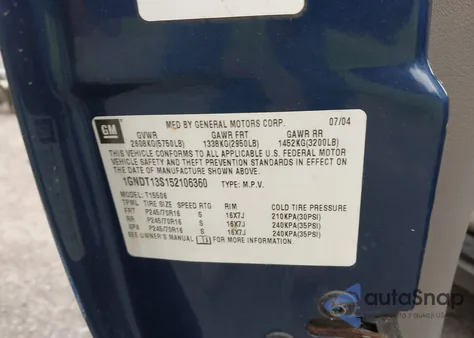 GM
MFD BY GENERAL MOTORS CORP. 07/04
GVWR GAWR FRT GAWR RR
2608KG(5750LB) 1338KG(2950LB) 1452KG(3200LB)
THIS VEHICLE CONFORMS TO ALL APPLICABLE U.S. FEDERAL MOTOR
VEHICLE SAFETY AND THEFT PREVENTION STANDARDS IN EFFECT ON
THE DATE OF MANUFACTURE SHOWN ABOVE.
1GNDT13S152106360 TYPE: M.P.V.
MODEL: T15506
TPWL TIRE SIZE SPEED RTG RIM COLD TIRE PRESSURE
FRT P245/70R16 S 16X7J 210KPA(30PSI)
RR P245/70R16 S 16X7J 240KPA(35PSI)
SPA P245/70R16 S 16X7J 240KPA(35PSI)
SEE OWNER'S MANUAL FOR MORE INFORMATION.
autoSnap